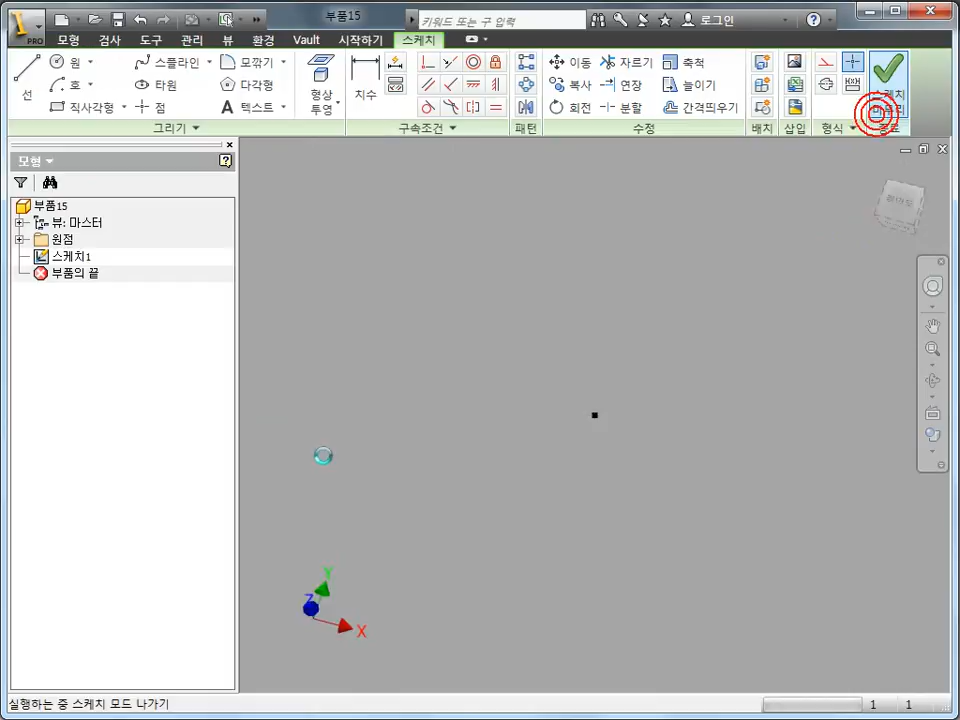 PRO
부품15
키워드 또는 구 입력
로그인
모형 검사 도구 관리 뷰 환경 Vault 시작하기 스케치
선
원
호
직사각형
스플라인
타원
점
모깎기
다각형
텍스트
형상
투영
치수
이동
복사
회전
자르기
연장
분할
축척
늘이기
간격띄우기
스케치
그리기 구속조건 패턴 수정 배치 삽입 형식 종료
모형
부품15
뷰: 마스터
원점
스케치1
부품의 끝
Y
Z
X
실행하는 중 스케치 모드 나가기
1 1